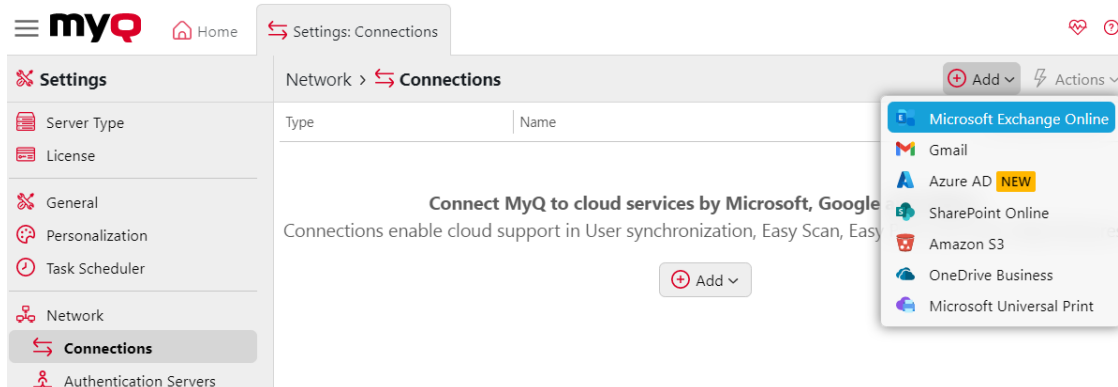 myQ
Home
Settings: Connections
Settings
Network > Connections
Add
Actions
Server Type
License
General
Personalization
Task Scheduler
Network
Connections
Authentication Servers
Type
Name
Connect MyQ to cloud services by Microsoft, Google
Connections enable cloud support in User synchronization, Easy Scan, Easy
Add
Microsoft Exchange Online
Gmail
Azure AD NEW
SharePoint Online
Amazon S3
OneDrive Business
Microsoft Universal Print